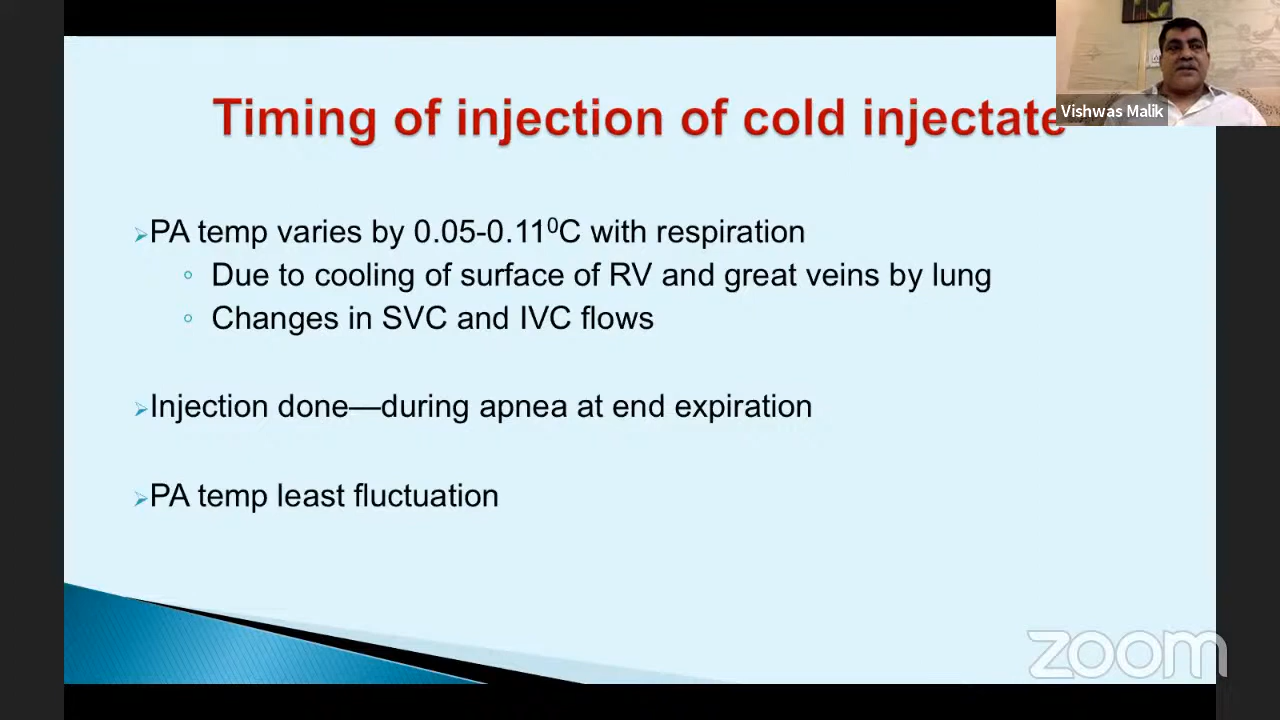 Timing of injection of cold injectate
Vishwas Malik
➢PA temp varies by 0.05-0.11⁰C with respiration
◦ Due to cooling of surface of RV and great veins by lung
◦ Changes in SVC and IVC flows
➢Injection done—during apnea at end expiration
➢PA temp least fluctuation
zoom